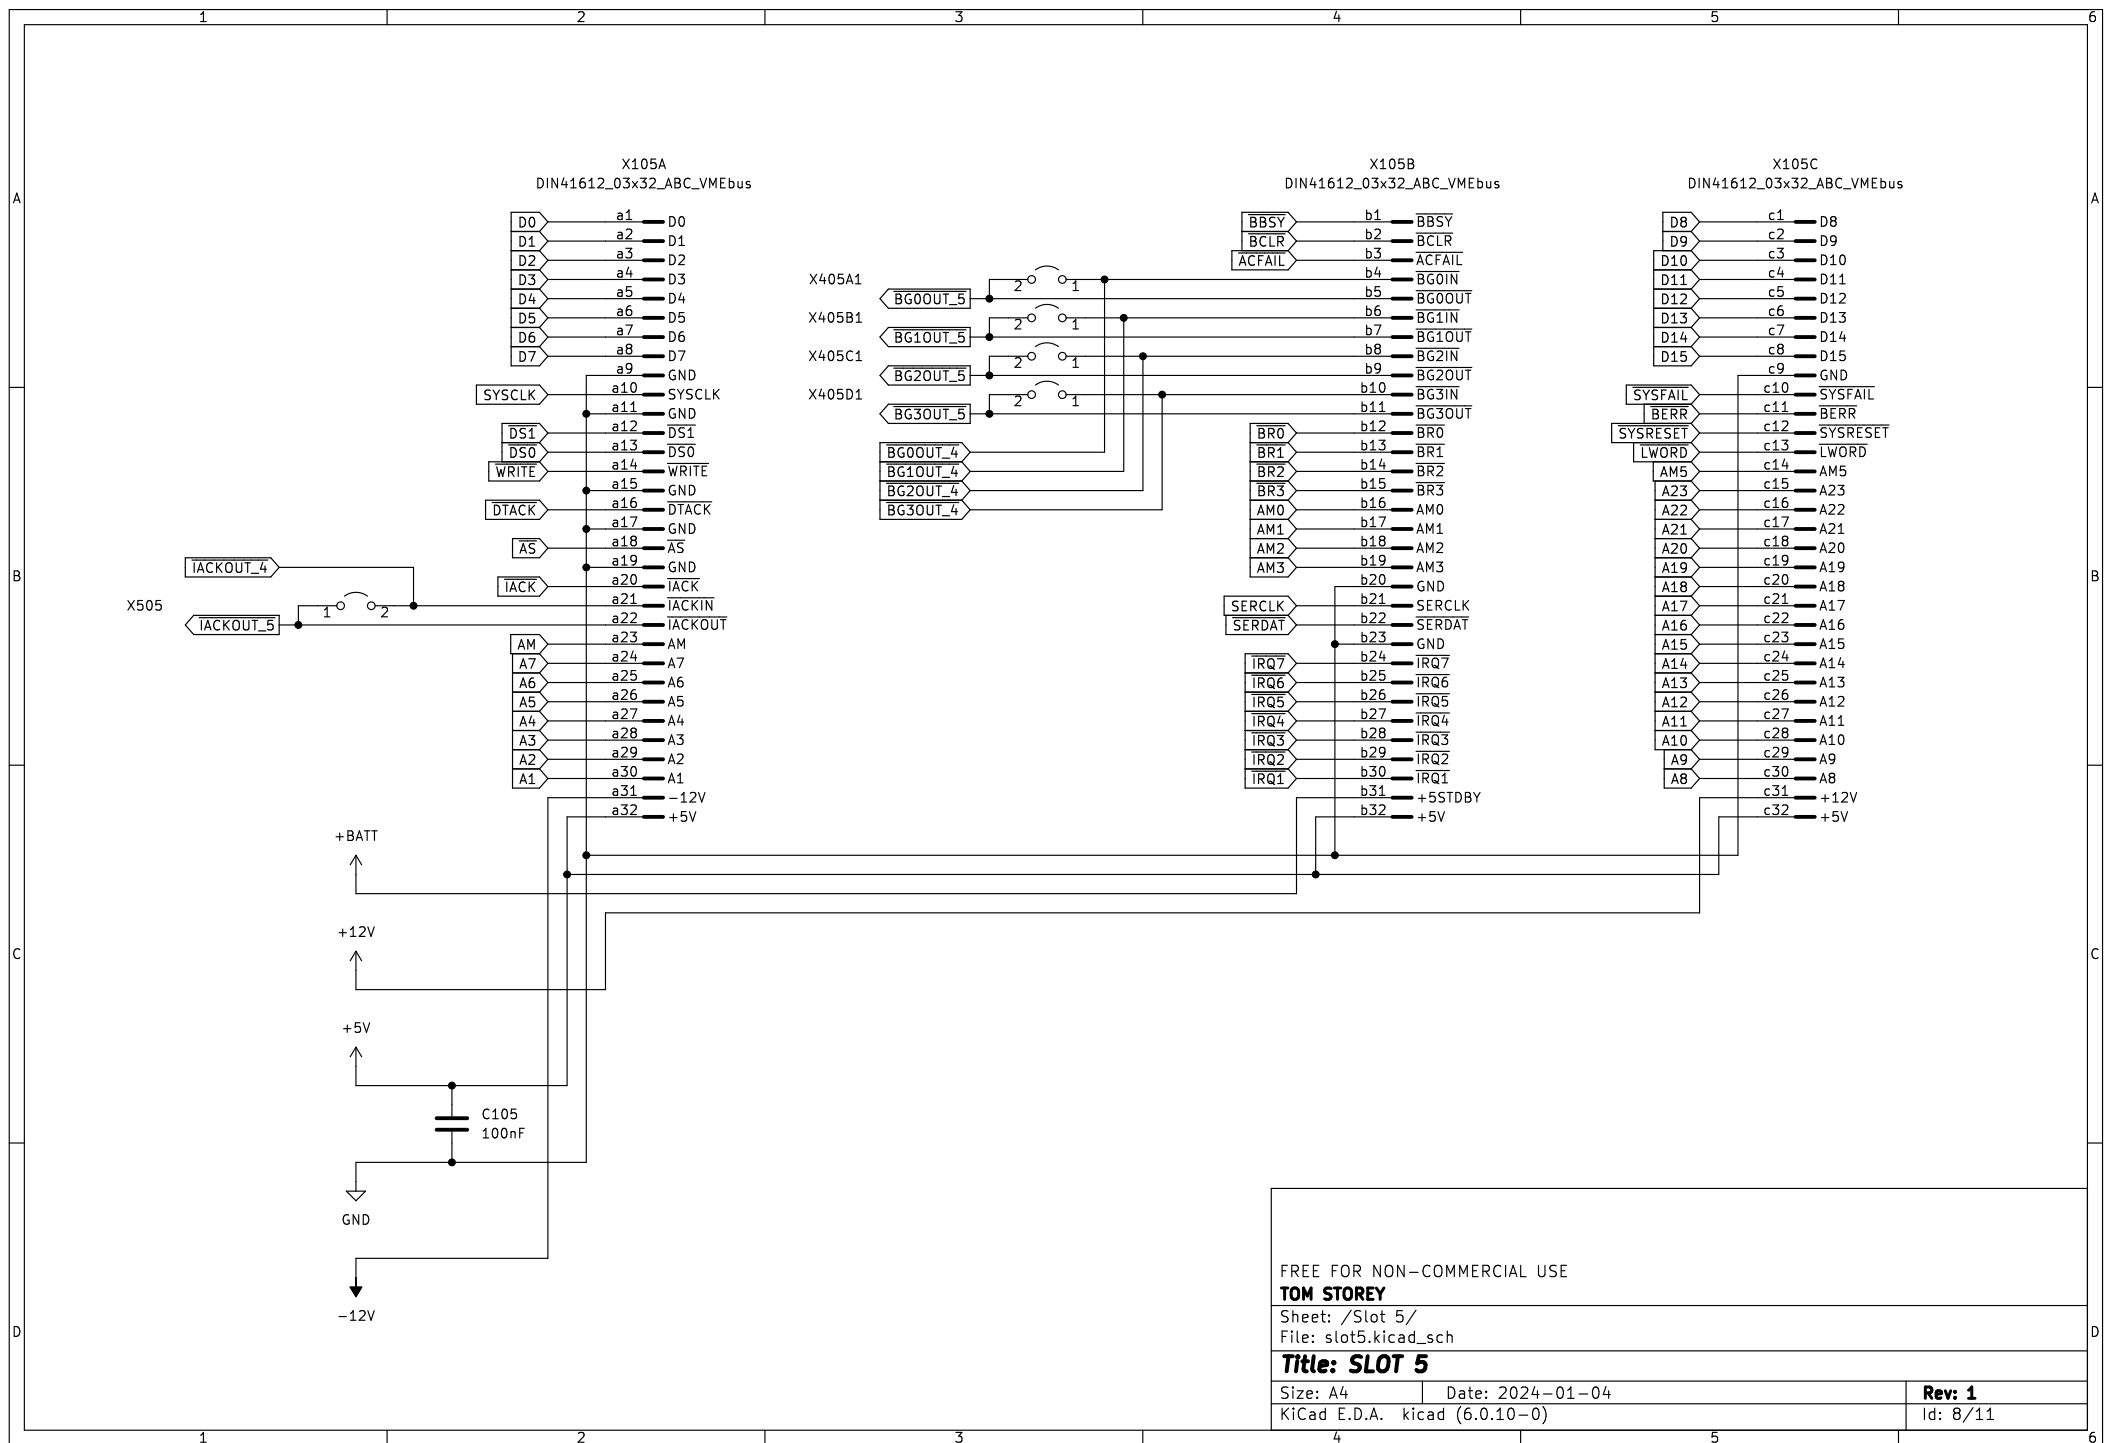 1 2 3 4 5 6
X105A
DIN41612_03x32_ABC_VMEbus
D0 a1 D0
D1 a2 D1
D2 a3 D2
D3 a4 D3
D4 a5 D4
D5 a6 D5
D6 a7 D6
D7 a8 D7
a9 GND
SYSCLK a10 SYSCLK
a11 GND
DS1 a12 DS1
DS0 a13 DS0
WRITE a14 WRITE
a15 GND
DTACK a16 DTACK
a17 GND
AS a18 AS
a19 GND
IACK a20 IACK
a21 IACKIN
a22 IACKOUT
AM a23 AM
A7 a24 A7
A6 a25 A6
A5 a26 A5
A4 a27 A4
A3 a28 A3
A2 a29 A2
A1 a30 A1
a31 -12V
a32 +5V
IACKOUT_4
X505 1 2
IACKOUT_5
X405A1 2 1
BG0OUT_5
X405B1 2 1
BG1OUT_5
X405C1 2 1
BG2OUT_5
X405D1 2 1
BG3OUT_5
BG0OUT_4
BG1OUT_4
BG2OUT_4
BG3OUT_4
X105B
DIN41612_03x32_ABC_VMEbus
BBSY b1 BBSY
BCLR b2 BCLR
ACFAIL b3 ACFAIL
b4 BG0IN
b5 BG0OUT
b6 BG1IN
b7 BG1OUT
b8 BG2IN
b9 BG2OUT
b10 BG3IN
b11 BG3OUT
BR0 b12 BR0
BR1 b13 BR1
BR2 b14 BR2
BR3 b15 BR3
AM0 b16 AM0
AM1 b17 AM1
AM2 b18 AM2
AM3 b19 AM3
b20 GND
SERCLK b21 SERCLK
SERDAT b22 SERDAT
b23 GND
IRQ7 b24 IRQ7
IRQ6 b25 IRQ6
IRQ5 b26 IRQ5
IRQ4 b27 IRQ4
IRQ3 b28 IRQ3
IRQ2 b29 IRQ2
IRQ1 b30 IRQ1
b31 +5STDBY
b32 +5V
X105C
DIN41612_03x32_ABC_VMEbus
D8 c1 D8
D9 c2 D9
D10 c3 D10
D11 c4 D11
D12 c5 D12
D13 c6 D13
D14 c7 D14
D15 c8 D15
c9 GND
SYSFAIL c10 SYSFAIL
BERR c11 BERR
SYSRESET c12 SYSRESET
LWORD c13 LWORD
AM5 c14 AM5
A23 c15 A23
A22 c16 A22
A21 c17 A21
A20 c18 A20
A19 c19 A19
A18 c20 A18
A17 c21 A17
A16 c22 A16
A15 c23 A15
A14 c24 A14
A13 c25 A13
A12 c26 A12
A11 c27 A11
A10 c28 A10
A9 c29 A9
A8 c30 A8
c31 +12V
c32 +5V
+BATT
+12V
+5V
C105
100nF
GND
-12V
A A
B B
C C
D D
FREE FOR NON-COMMERCIAL USE
TOM STOREY
Sheet: /Slot 5/
File: slot5.kicad_sch
Title: SLOT 5
Size: A4 Date: 2024-01-04 Rev: 1
KiCad E.D.A. kicad (6.0.10-0) Id: 8/11
1 2 3 4 5 6